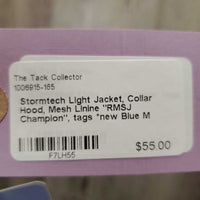 The Tack Collector
1006915-165
Stormtech Light Jacket, Collar
Hood, Mesh Linine "RMSJ
Champion", tags *new Blue M
$55.00
F7LH55